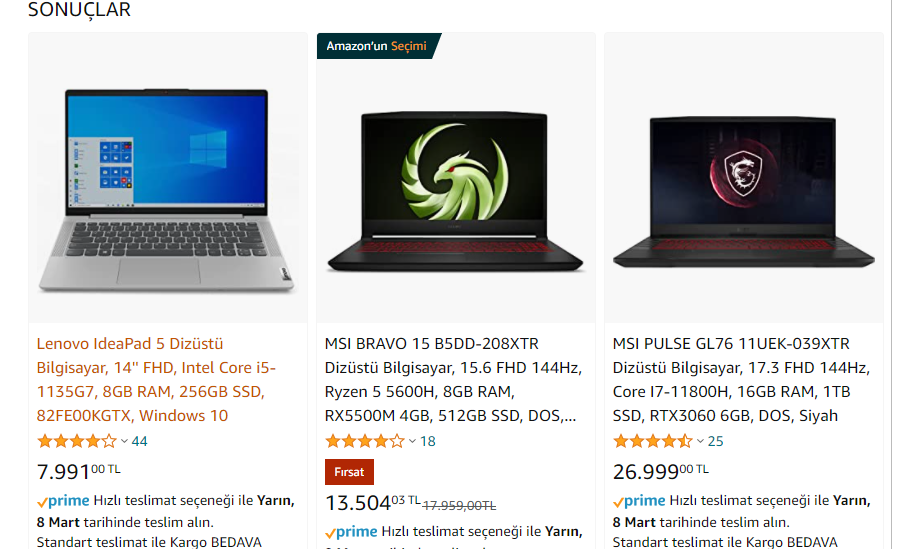 SONUÇLAR
Amazon'un Seçimi
Lenovo IdeaPad 5 Dizüstü
Bilgisayar, 14" FHD, Intel Core i5-
1135G7, 8GB RAM, 256GB SSD,
82FE00KGTX, Windows 10
44
7.99100 TL
prime Hızlı teslimat seçeneği ile Yarın,
8 Mart tarihinde teslim alın.
Standart teslimat ile Kargo BEDAVA
MSI BRAVO 15 B5DD-208XTR
Dizüstü Bilgisayar, 15.6 FHD 144Hz,
Ryzen 5 5600H, 8GB RAM,
RX5500M 4GB, 512GB SSD, DOS,...
18
Fırsat
13.50403 TL 17.959,00TL
prime Hızlı teslimat seçeneği ile Yarın,
MSI PULSE GL76 11UEK-039XTR
Dizüstü Bilgisayar, 17.3 FHD 144Hz,
Core I7-11800H, 16GB RAM, 1TB
SSD, RTX3060 6GB, DOS, Siyah
25
26.99900 TL
prime Hızlı teslimat seçeneği ile Yarın,
8 Mart tarihinde teslim alın.
Standart teslimat ile Kargo BEDAVA